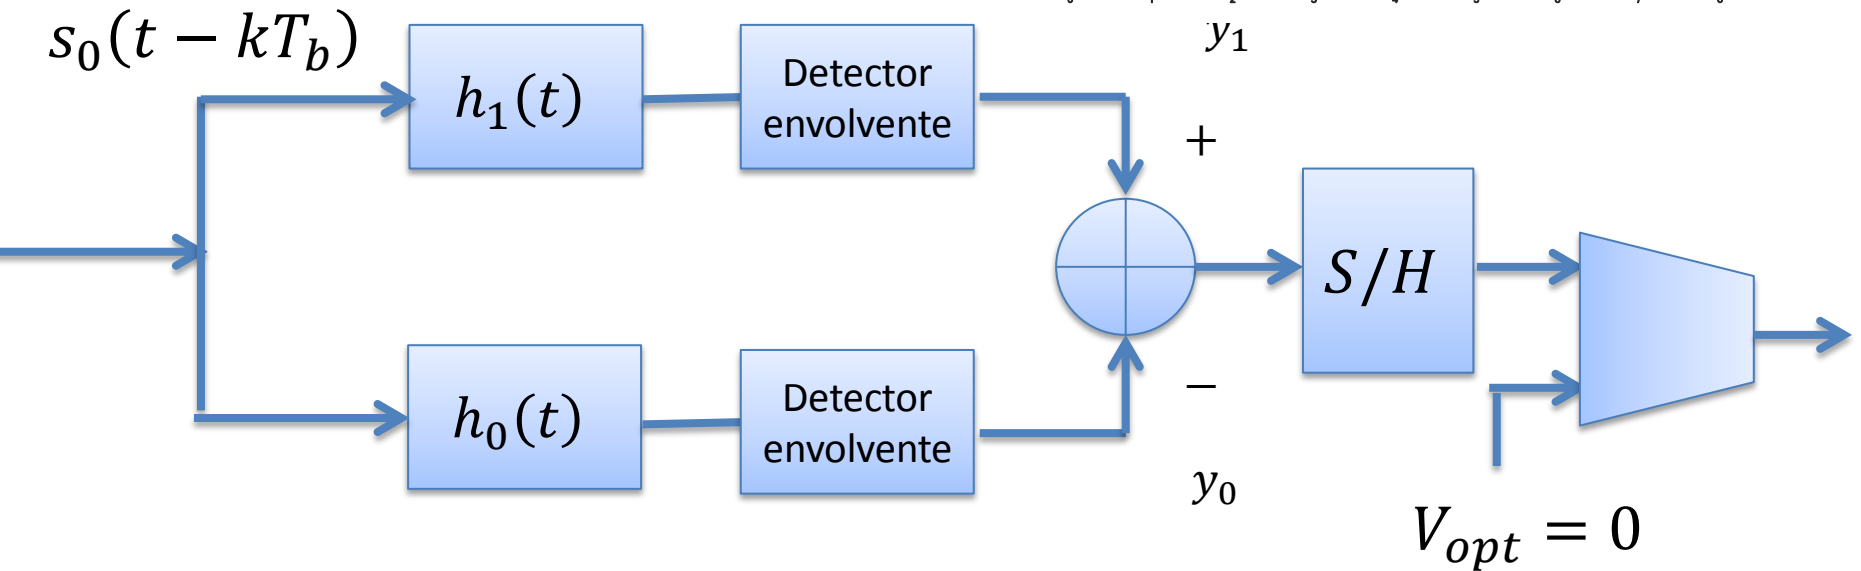 s₀(t − kT_b)
y₁
h₁(t)
Detector
envolvente
+
S/H
h₀(t)
Detector
envolvente
−
y₀
V_opt = 0